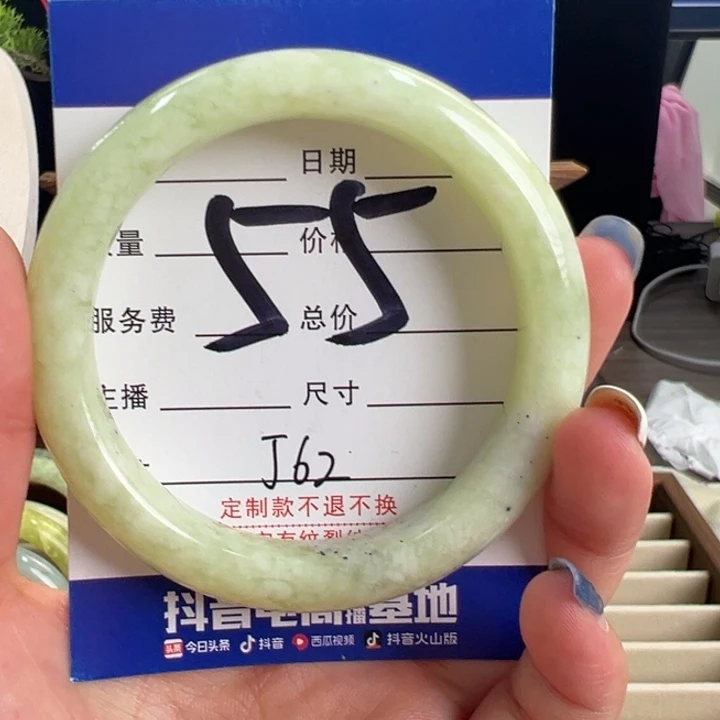 日期
55
量 价
服务费 总价
主播 尺寸
J62
定制款不退不换
抖音电商直播基地
今日头条 抖音 西瓜视频 抖音火山版